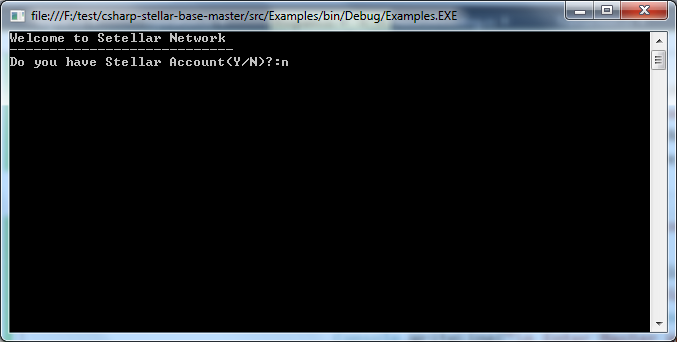 file:///F:/test/csharp-stellar-base-master/src/Examples/bin/Debug/Examples.EXE
Welcome to Setellar Network
----------------------------
Do you have Stellar Account(Y/N)?:n